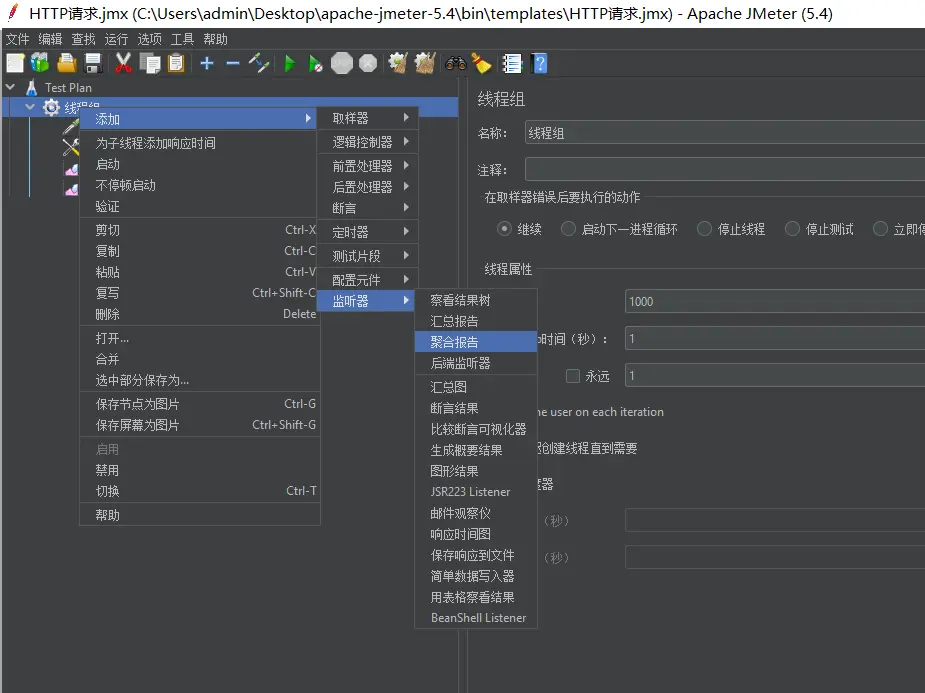 HTTP请求.jmx (C:\Users\admin\Desktop\apache-jmeter-5.4\bin\templates\HTTP请求.jmx) - Apache JMeter (5.4)
文件 编辑 查找 运行 选项 工具 帮助
Test Plan
线程组
添加
为子线程添加响应时间
启动
不停顿启动
验证
剪切 Ctrl-X
复制 Ctrl-C
粘贴 Ctrl-V
复写 Ctrl+Shift-C
删除 Delete
打开...
合并
选中部分保存为...
保存节点为图片 Ctrl-G
保存屏幕为图片 Ctrl+Shift-G
启用
禁用
切换 Ctrl-T
帮助
取样器
逻辑控制器
前置处理器
后置处理器
断言
定时器
测试片段
配置元件
监听器
察看结果树
汇总报告
聚合报告
后端监听器
汇总图
断言结果
比较断言可视化器
生成概要结果
图形结果
JSR223 Listener
邮件观察仪
响应时间图
保存响应到文件
简单数据写入器
用表格察看结果
BeanShell Listener
线程组
名称: 线程组
注释:
在取样器错误后要执行的动作
继续 启动下一进程循环 停止线程 停止测试 立即停
线程属性
1000
时间（秒）: 1
永远 1
ne user on each iteration
创建线程直到需要
度器
（秒）
（秒）